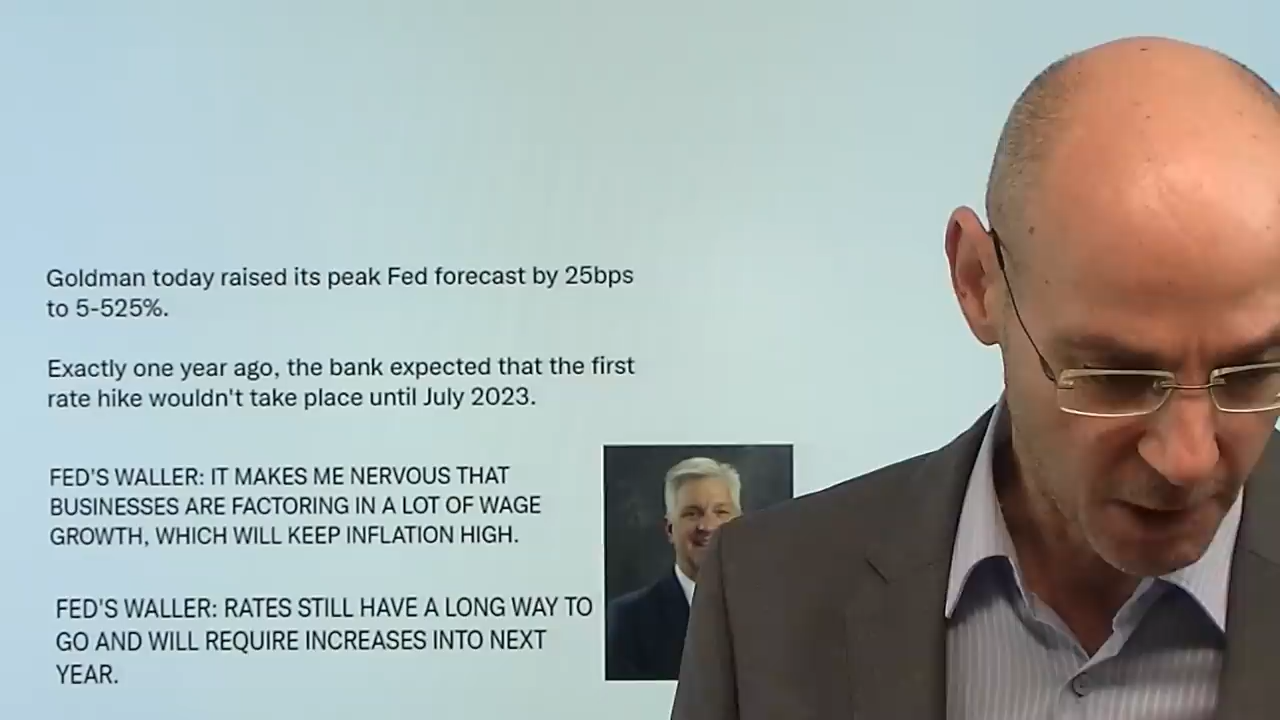 Goldman today raised its peak Fed forecast by 25bps
to 5-525%.
Exactly one year ago, the bank expected that the first
rate hike wouldn't take place until July 2023.
FED'S WALLER: IT MAKES ME NERVOUS THAT
BUSINESSES ARE FACTORING IN A LOT OF WAGE
GROWTH, WHICH WILL KEEP INFLATION HIGH.
FED'S WALLER: RATES STILL HAVE A LONG WAY TO
GO AND WILL REQUIRE INCREASES INTO NEXT
YEAR.